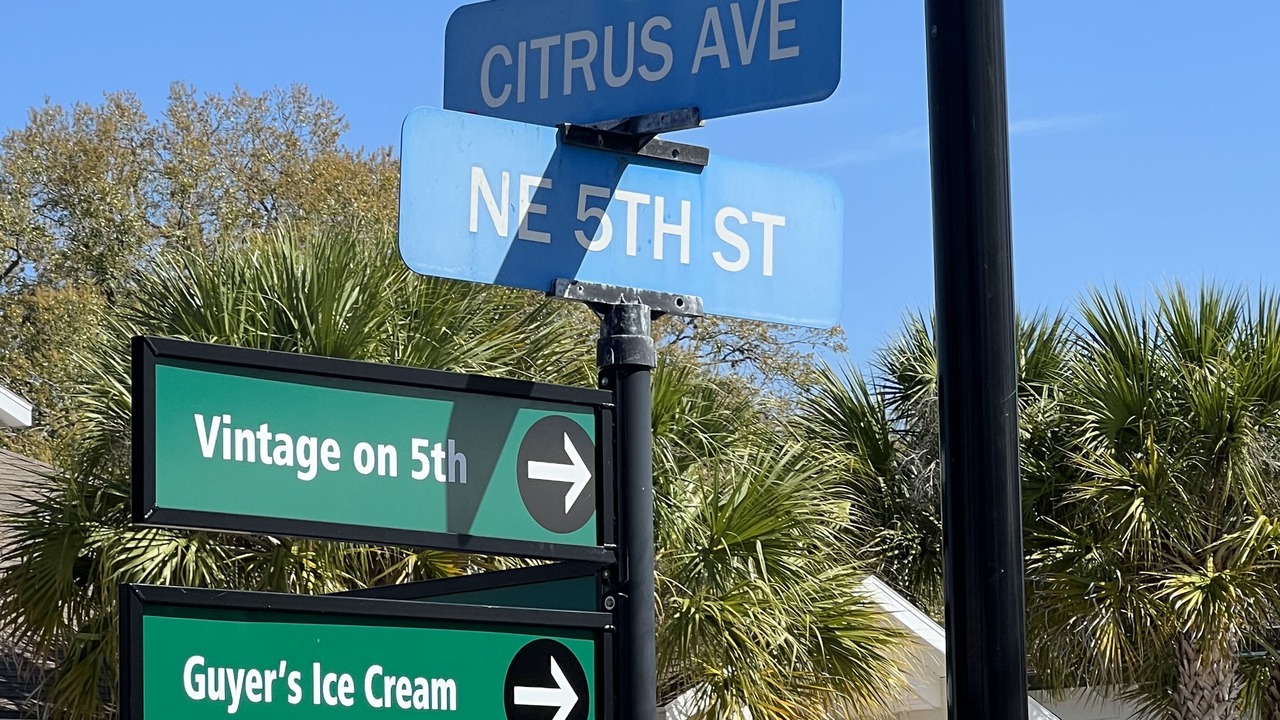 CITRUS AVE
NE 5TH ST
Vintage on 5th
Guyer's Ice Cream